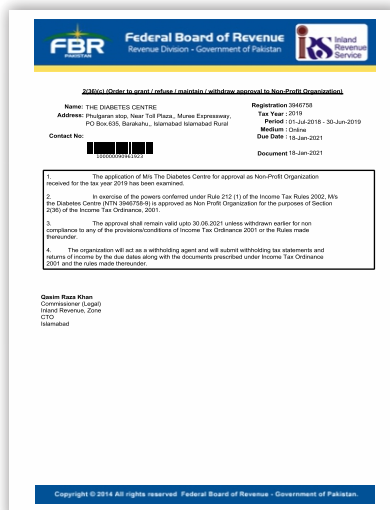 FBR
PAKISTAN
Federal Board of Revenue
Revenue Division - Government of Pakistan
IRS
Inland
Revenue
Service
2(36)(c) (Order to grant / refuse / maintain / withdraw approval to Non-Profit Organization)
Name: THE DIABETES CENTRE
Address: Phulgaran stop, Near Toll Plaza,, Muree Expressway,
PO Box.635, Barakahu,, Islamabad Islamabad Rural
Contact No:
Registration 3946758
Tax Year : 2019
Period : 01-Jul-2018 - 30-Jun-2019
Medium : Online
Due Date : 18-Jan-2021
Document 18-Jan-2021
100000090961923
1. The application of M/s The Diabetes Centre for approval as Non-Profit Organization
received for the tax year 2019 has been examined.
2. In exercise of the powers conferred under Rule 212 (1) of the Income Tax Rules 2002, M/s
the Diabetes Centre (NTN 3946758-9) is approved as Non Profit Organization for the purposes of Section
2(36) of the Income Tax Ordinance, 2001.
3. The approval shall remain valid upto 30.06.2021 unless withdrawn earlier for non
compliance to any of the provisions/conditions of Income Tax Ordinance 2001 or the Rules made
thereunder.
4. The organization will act as a withholding agent and will submit withholding tax statements and
returns of income by the due dates along with the documents prescribed under Income Tax Ordinance
2001 and the rules made thereunder.
Qasim Raza Khan
Commissioner (Legal)
Inland Revenue, Zone
CTO
Islamabad
Copyright © 2014 All rights reserved Federal Board of Revenue - Government of Pakistan.